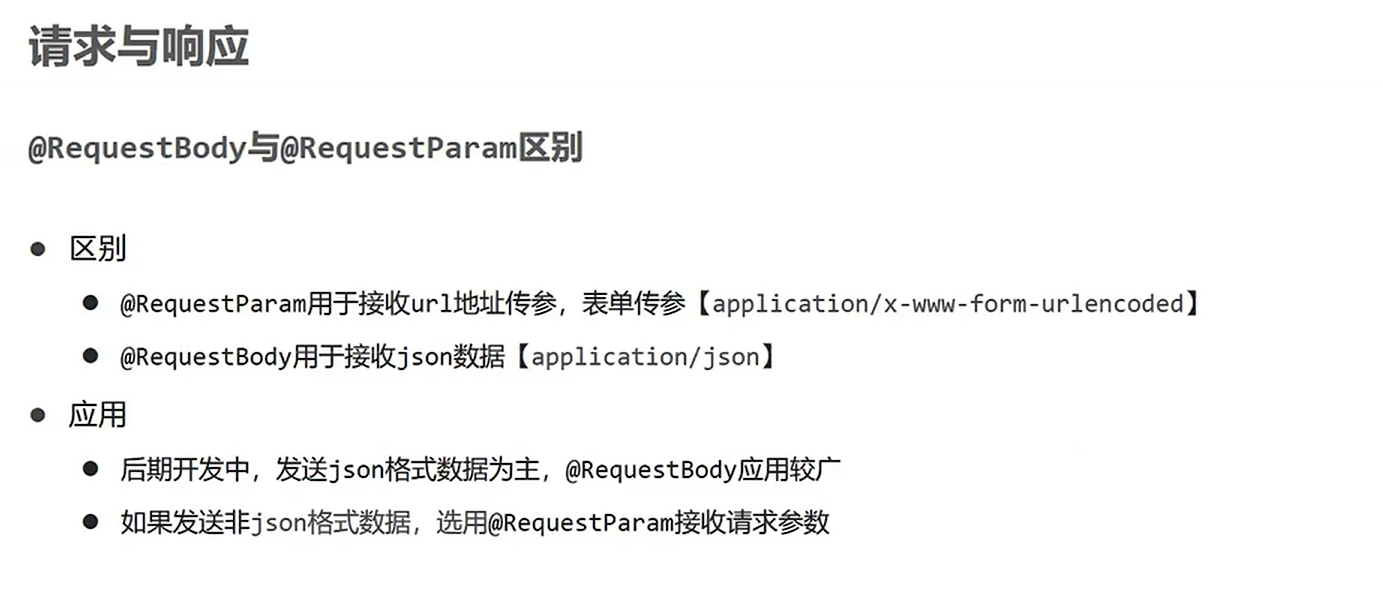 请求与响应
@RequestBody与@RequestParam区别
区别
@RequestParam用于接收url地址传参，表单传参【application/x-www-form-urlencoded】
@RequestBody用于接收json数据【application/json】
应用
后期开发中，发送json格式数据为主，@RequestBody应用较广
如果发送非json格式数据，选用@RequestParam接收请求参数